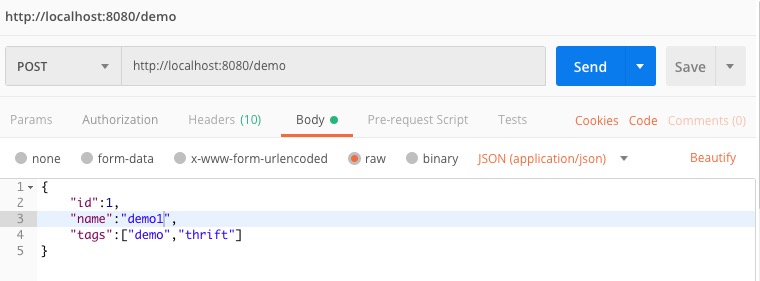 http://localhost:8080/demo
POST http://localhost:8080/demo Send Save
Params Authorization Headers (10) Body Pre-request Script Tests Cookies Code Comments (0)
none form-data x-www-form-urlencoded raw binary JSON (application/json) Beautify
1 {
2 "id":1,
3 "name":"demo1",
4 "tags":["demo","thrift"]
5 }